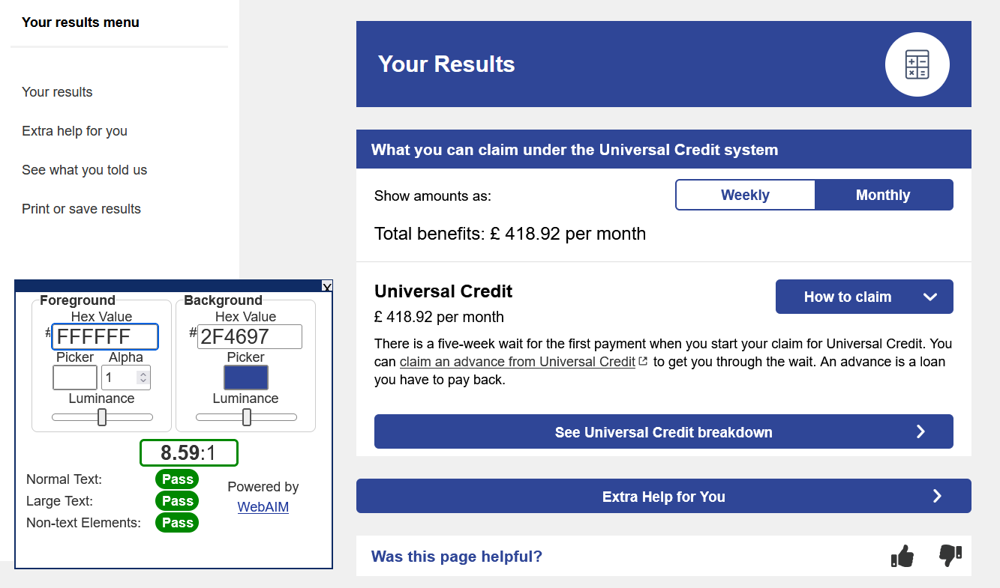 Your results menu
Your results
Extra help for you
See what you told us
Print or save results
Your Results
What you can claim under the Universal Credit system
Show amounts as:
Weekly
Monthly
Total benefits: £ 418.92 per month
Universal Credit
How to claim
£ 418.92 per month
There is a five-week wait for the first payment when you start your claim for Universal Credit. You
can claim an advance from Universal Credit to get you through the wait. An advance is a loan
you have to pay back.
See Universal Credit breakdown
Extra Help for You
Was this page helpful?
X
Foreground
Hex Value
# FFFFFF
Picker
Alpha
1
Luminance
Background
Hex Value
# 2F4697
Picker
Luminance
8.59:1
Normal Text: Pass
Large Text: Pass
Non-text Elements: Pass
Powered by
WebAIM